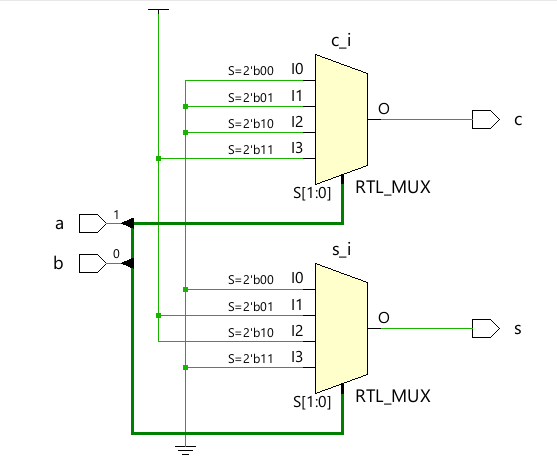 c_i
S=2'b00 I0
S=2'b01 I1
S=2'b10 I2
S=2'b11 I3
O
c
S[1:0] RTL_MUX
a 1
b 0
s_i
S=2'b00 I0
S=2'b01 I1
S=2'b10 I2
S=2'b11 I3
O
s
S[1:0] RTL_MUX